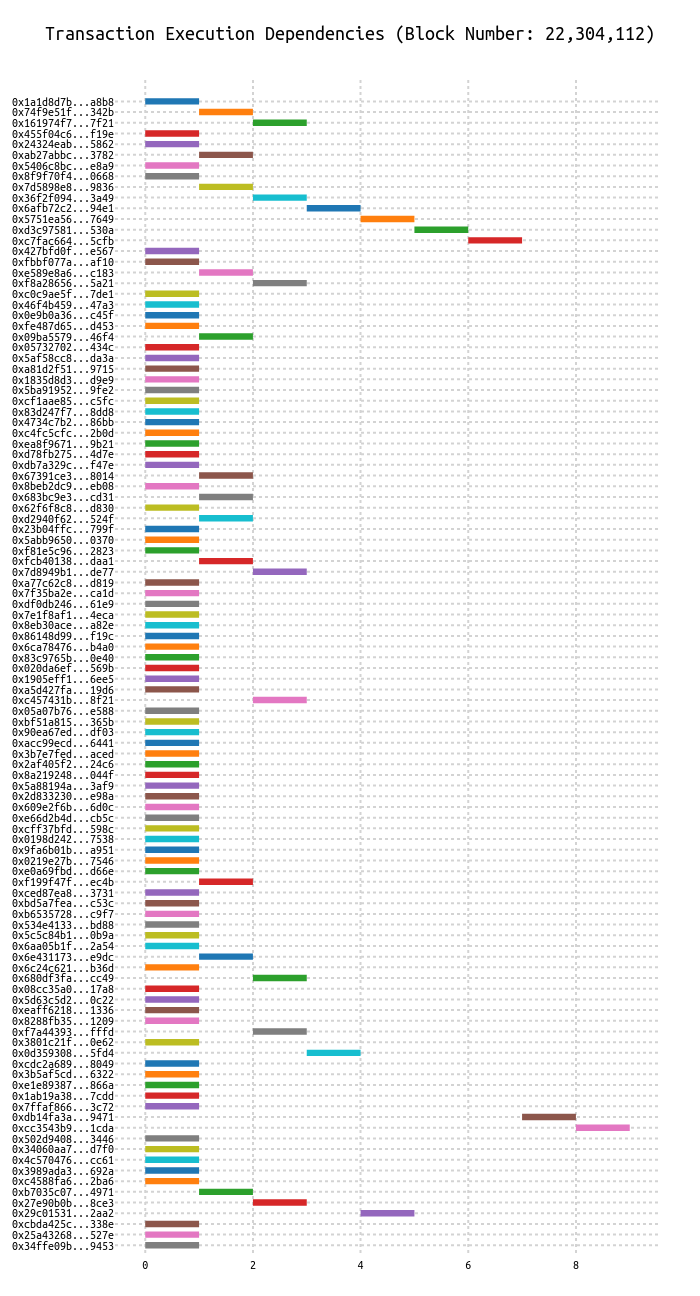 Transaction Execution Dependencies (Block Number: 22,304,112)
0x1a1d8d7b...a8b8
0x74f9e51f...342b
0x161974f7...7f21
0x455f04c6...f19e
0x24324eab...5862
0xab27abbc...3782
0x5406c8bc...e8a9
0x8f9f70f4...0668
0x7d5898e8...9836
0x36f2f094...3a49
0x6afb72c2...94e1
0x5751ea56...7649
0xd3c97581...530a
0xc7fac664...5cfb
0x427bfd0f...e567
0xfbbf077a...af10
0xe589e8a6...c183
0xf8a28656...5a21
0xc0c9ae5f...7de1
0x46f4b459...47a3
0x0e9b0a36...c45f
0xfe487d65...d453
0x09ba5579...46f4
0x05732702...434c
0x5af58cc8...da3a
0xa81d2f51...9715
0x1835d8d3...d9e9
0x5ba91952...9fe2
0xcf1aae85...c5fc
0x83d247f7...8dd8
0x4734c7b2...86bb
0xc4fc5cfc...2b0d
0xea8f9671...9b21
0xd78fb275...4d7e
0xdb7a329c...f47e
0x67391ce3...8014
0x8beb2dc9...eb08
0x683bc9e3...cd31
0x62f6f8c8...d830
0xd2940f62...524f
0x23b04ffc...799f
0x5abb9650...0370
0xf81e5c96...2823
0xfcb40138...daa1
0x7d8949b1...de77
0xa77c62c8...d819
0x7f35ba2e...ca1d
0xdf0db246...61e9
0x7e1f8af1...4eca
0x8eb30ace...a82e
0x86148d99...f19c
0x6ca78476...b4a0
0x83c9765b...0e40
0x020da6ef...569b
0x1905eff1...6ee5
0xa5d427fa...19d6
0xc457431b...8f21
0x05a07b76...e588
0xbf51a815...365b
0x90ea67ed...df03
0xacc99ecd...6441
0x3b7e7fed...aced
0x2af405f2...24c6
0x8a219248...044f
0x5a88194a...3af9
0x2d833230...e98a
0x609e2f6b...6d0c
0xe66d2b4d...cb5c
0xcff37bfd...598c
0x0198d242...7538
0x9fa6b01b...a951
0x0219e27b...7546
0xe0a69fbd...d66e
0xf199f47f...ec4b
0xced87ea8...3731
0xbd5a7fea...c53c
0xb6535728...c9f7
0x534e4133...bd88
0x5c5c84b1...0b9a
0x6aa05b1f...2a54
0x6e431173...e9dc
0x6c24c621...b36d
0x680df3fa...cc49
0x08cc35a0...17a8
0x5d63c5d2...0c22
0xeaff6218...1336
0x8288fb35...1209
0xf7a44393...fffd
0x3801c21f...0e62
0x0d359308...5fd4
0xcdc2a689...8049
0x3b5af5cd...6322
0xe1e89387...866a
0x1ab19a38...7cdd
0x7ffaf866...3c72
0xdb14fa3a...9471
0xcc3543b9...1cda
0x502d9408...3446
0x34060aa7...d7f0
0x4c570476...cc61
0x3989ada3...692a
0xc4588fa6...2ba6
0xb7035c07...4971
0x27e90b0b...8ce3
0x29c01531...2aa2
0xcbda425c...338e
0x25a43268...527e
0x34ffe09b...9453
0 2 4 6 8